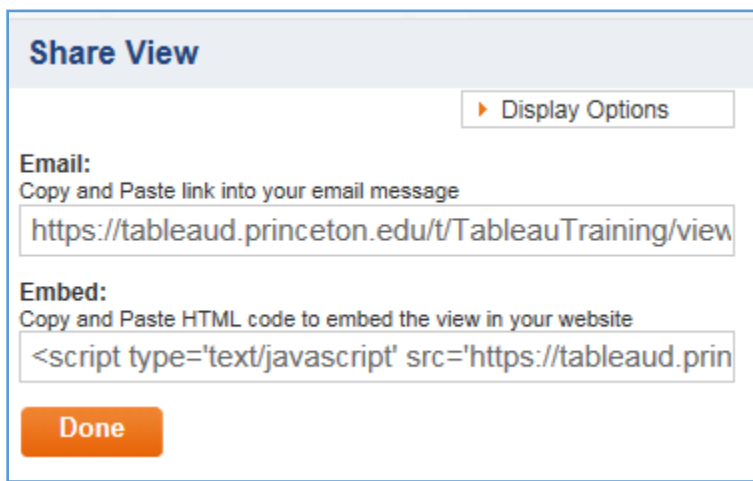 Share View
Display Options
Email:
Copy and Paste link into your email message
https://tableaud.princeton.edu/t/TableauTraining/view
Embed:
Copy and Paste HTML code to embed the view in your website
<script type='text/javascript' src='https://tableaud.prin
Done